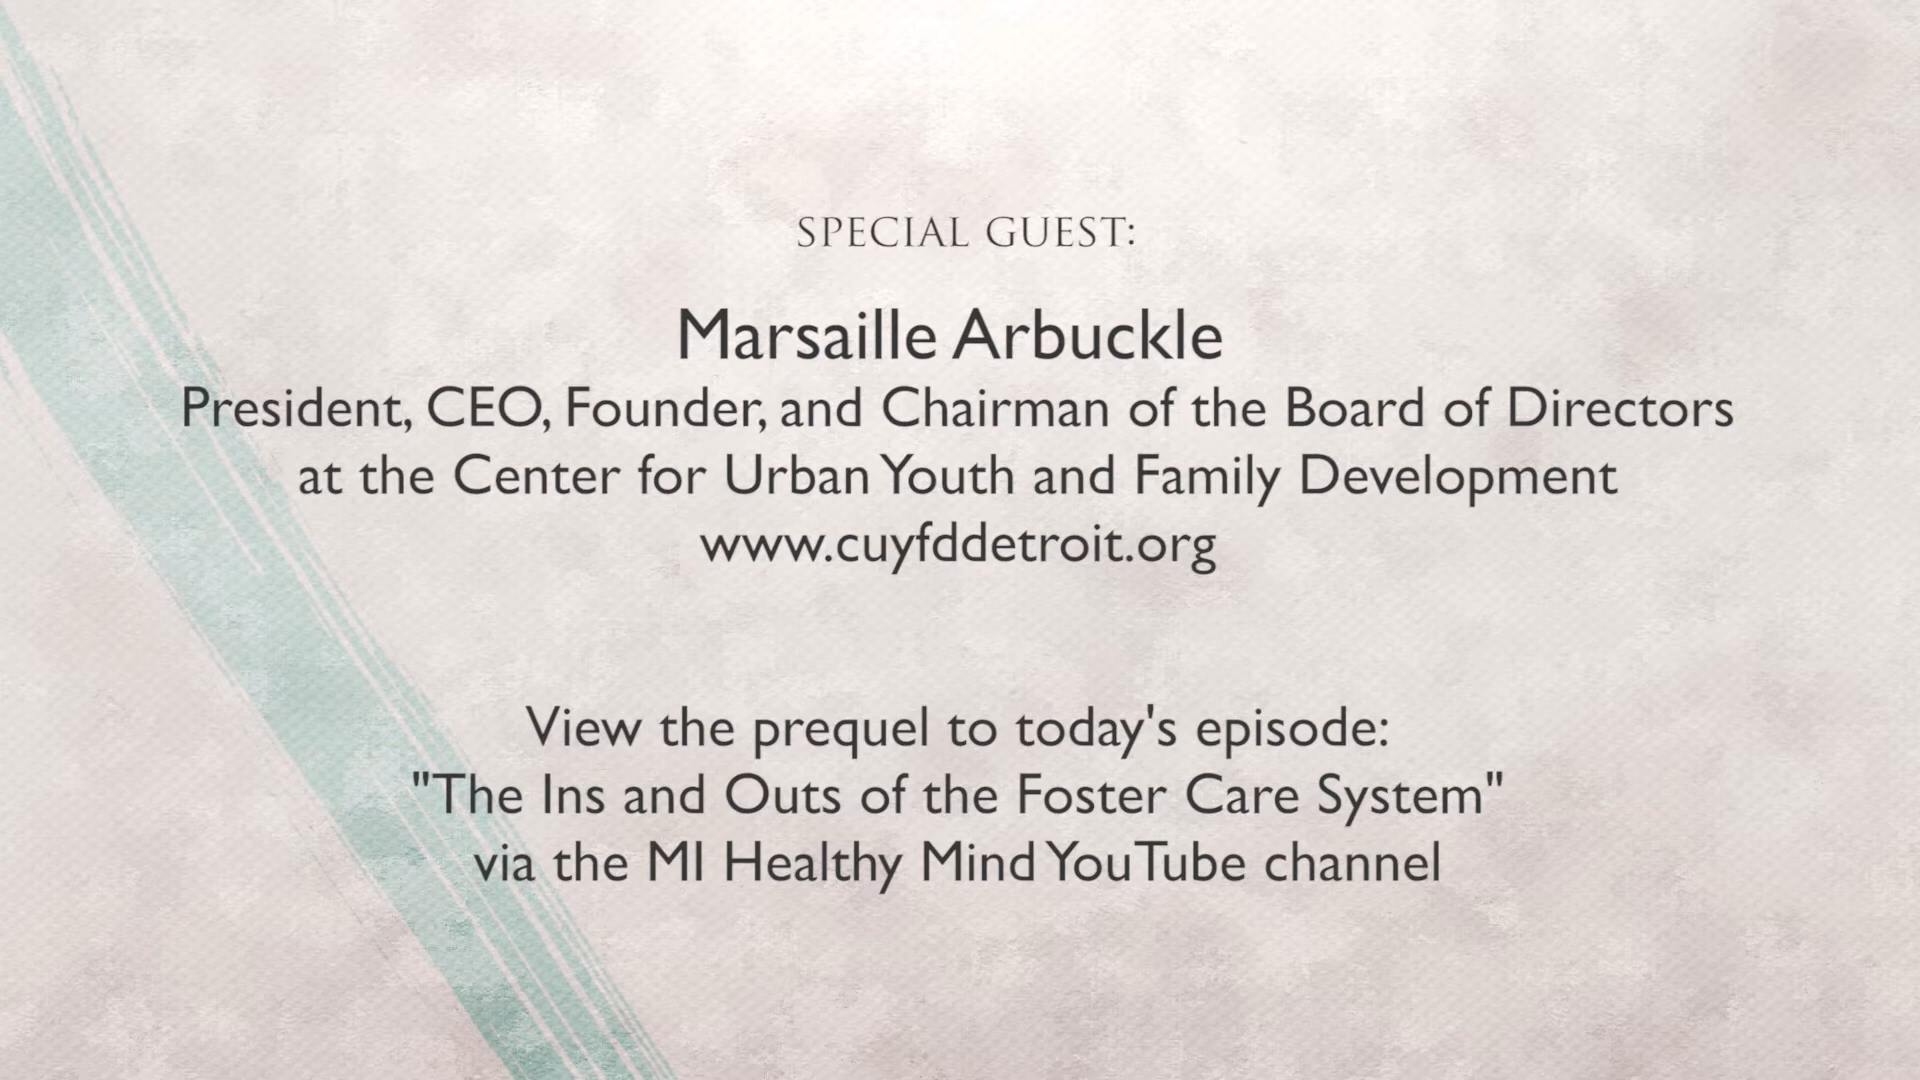 SPECIAL GUEST:
Marsaille Arbuckle
President, CEO, Founder, and Chairman of the Board of Directors
at the Center for Urban Youth and Family Development
www.cuyfddetroit.org
View the prequel to today's episode:
"The Ins and Outs of the Foster Care System"
via the MI Healthy Mind YouTube channel